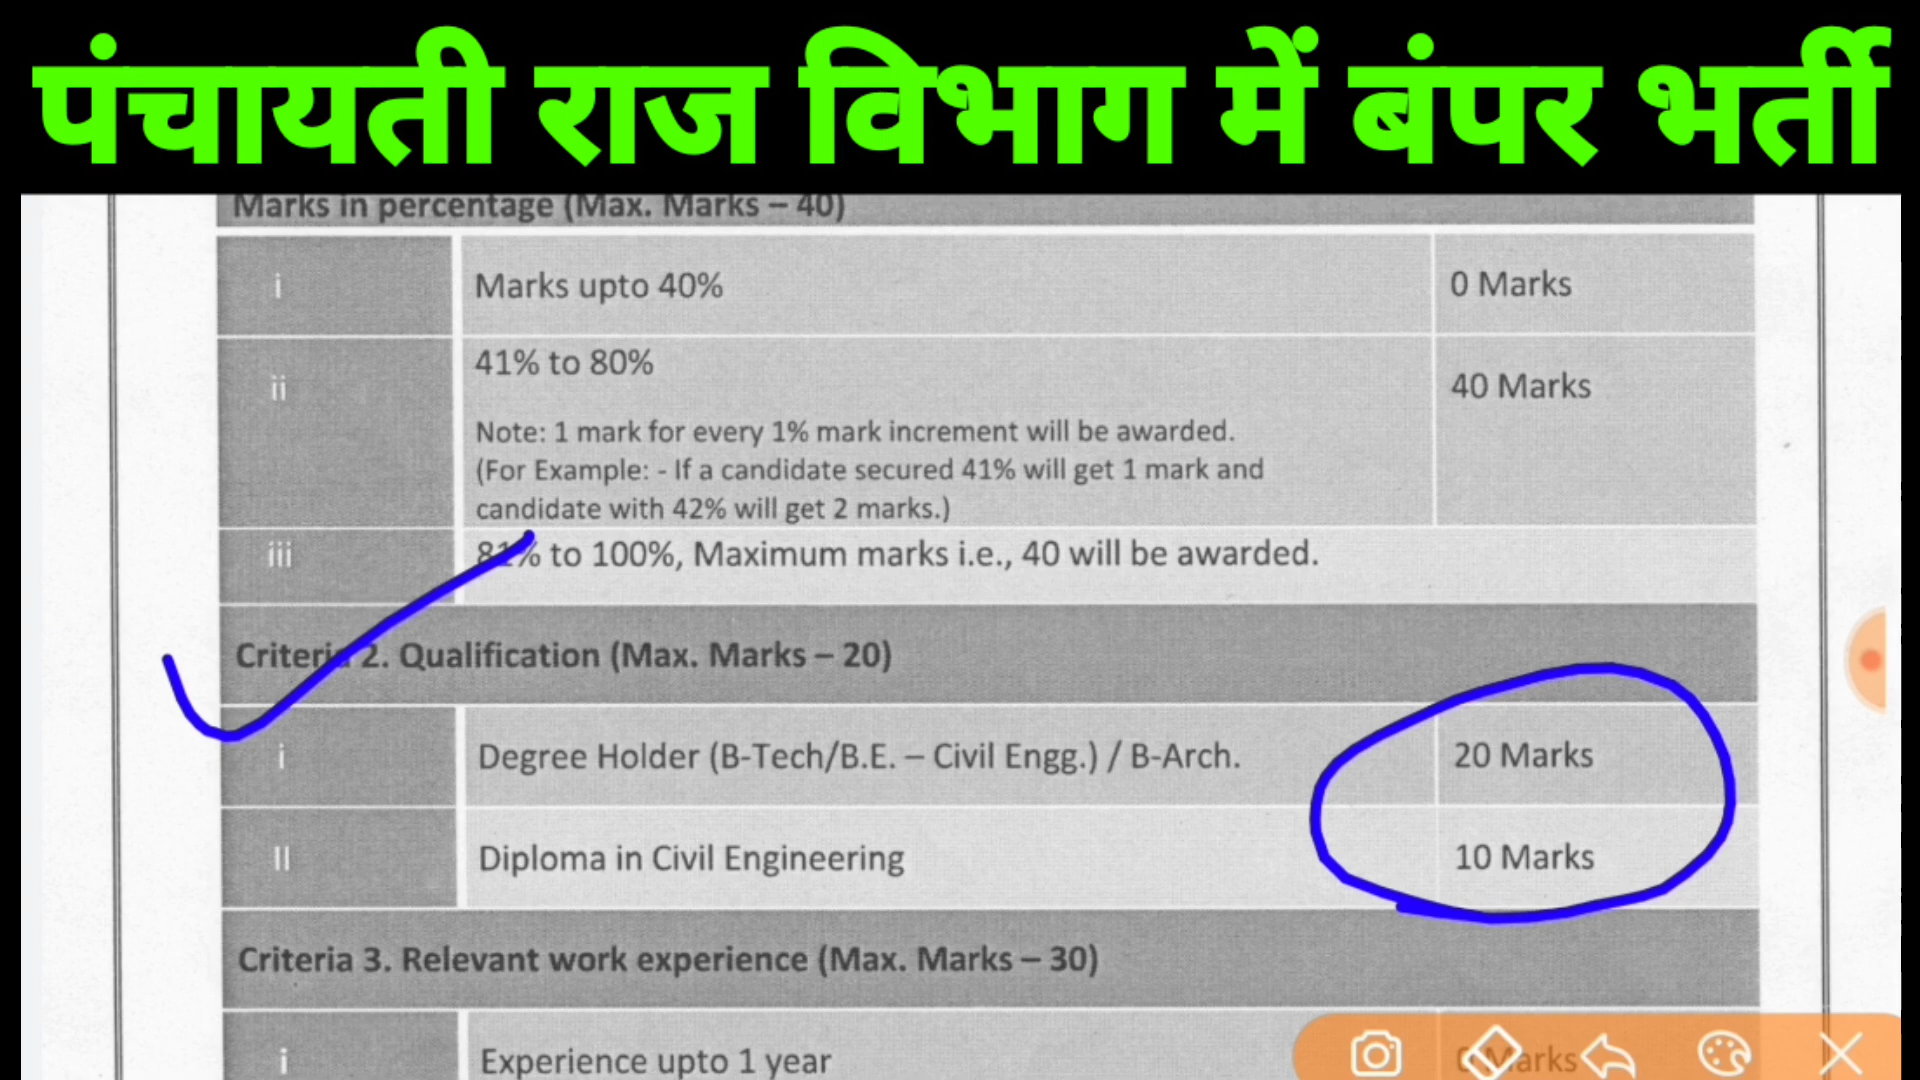 पंचायती राज विभाग में बंपर भर्ती
Marks in percentage (Max. Marks – 40)
i Marks upto 40% 0 Marks
ii 41% to 80% 40 Marks
Note: 1 mark for every 1% mark increment will be awarded.
(For Example: - If a candidate secured 41% will get 1 mark and
candidate with 42% will get 2 marks.)
iii 81% to 100%, Maximum marks i.e., 40 will be awarded.
Criteria 2. Qualification (Max. Marks – 20)
i Degree Holder (B-Tech/B.E. – Civil Engg.) / B-Arch. 20 Marks
II Diploma in Civil Engineering 10 Marks
Criteria 3. Relevant work experience (Max. Marks – 30)
i Experience upto 1 year 0 Marks